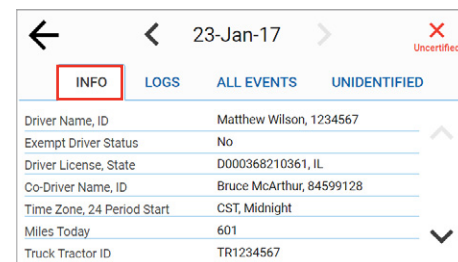 23-Jan-17
Uncertified
INFO LOGS ALL EVENTS UNIDENTIFIED
Driver Name, ID Matthew Wilson, 1234567
Exempt Driver Status No
Driver License, State D000368210361, IL
Co-Driver Name, ID Bruce McArthur, 84599128
Time Zone, 24 Period Start CST, Midnight
Miles Today 601
Truck Tractor ID TR1234567